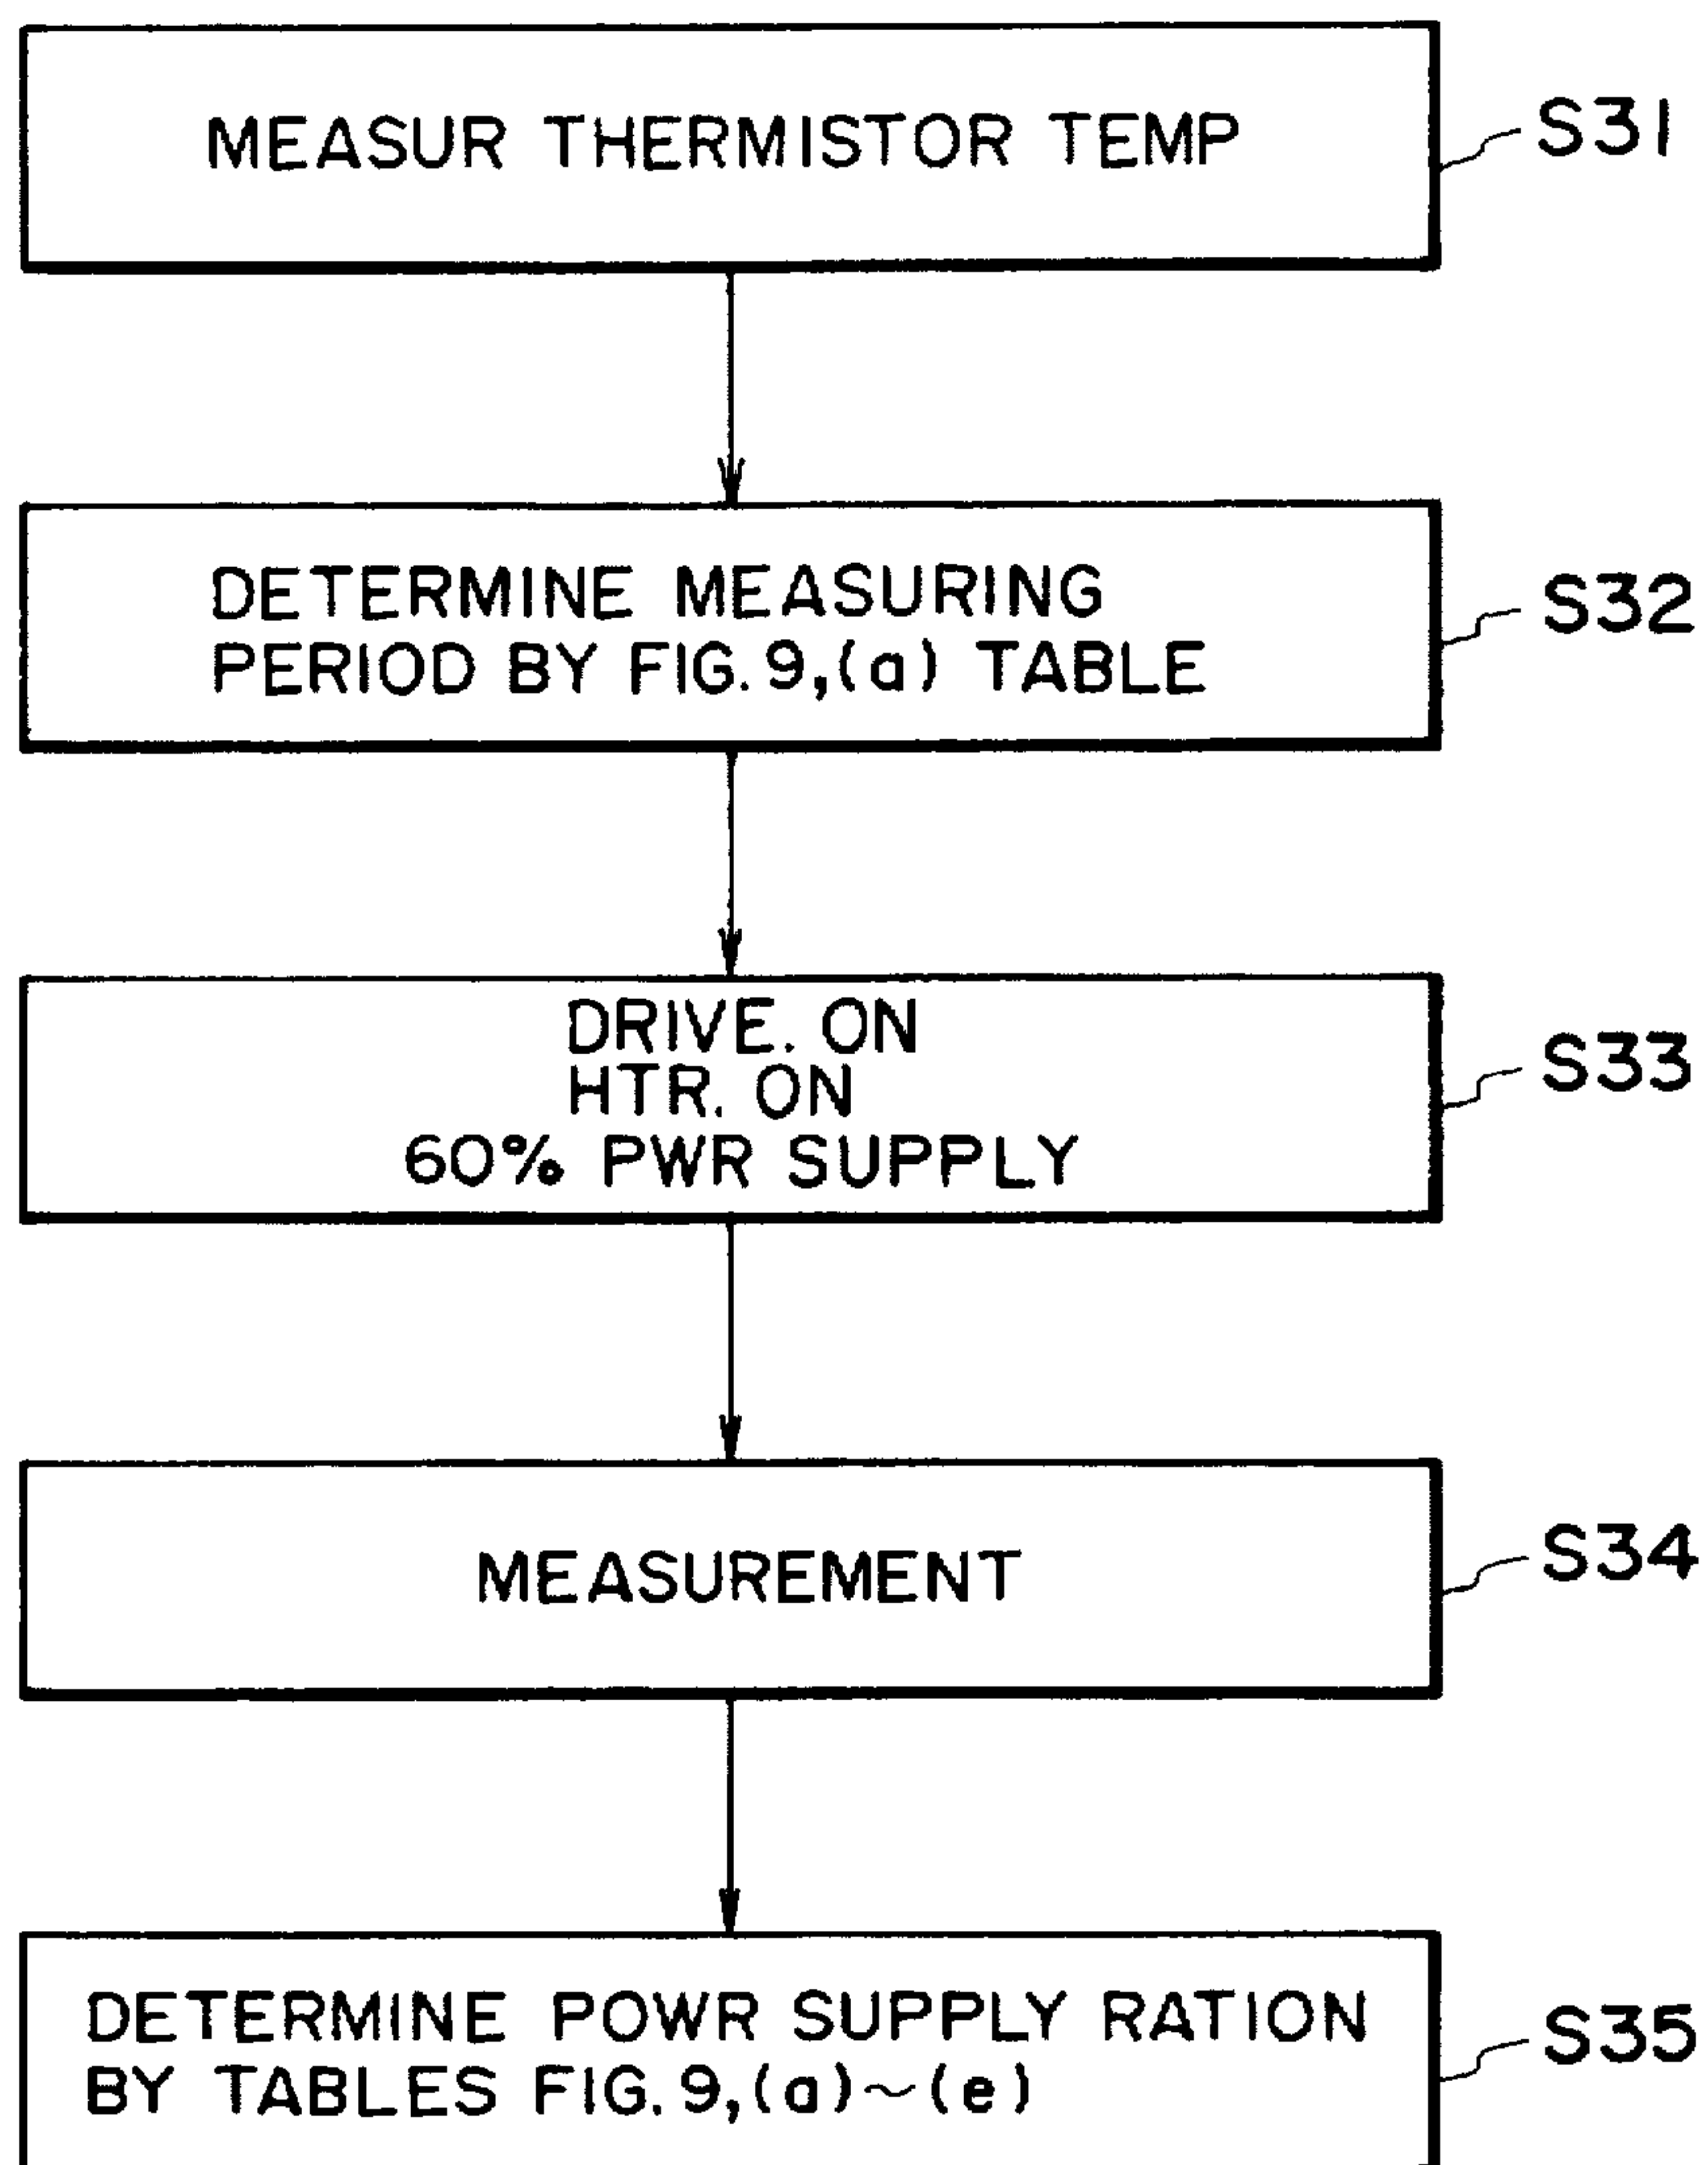 MEASUR THERMISTOR TEMP
S31
DETERMINE MEASURING
PERIOD BY FIG. 9,(a) TABLE
S32
DRIVE. ON
HTR. ON
60% PWR SUPPLY
S33
MEASUREMENT
S34
DETERMINE POWR SUPPLY RATION
BY TABLES FIG. 9,(a)~(e)
S35